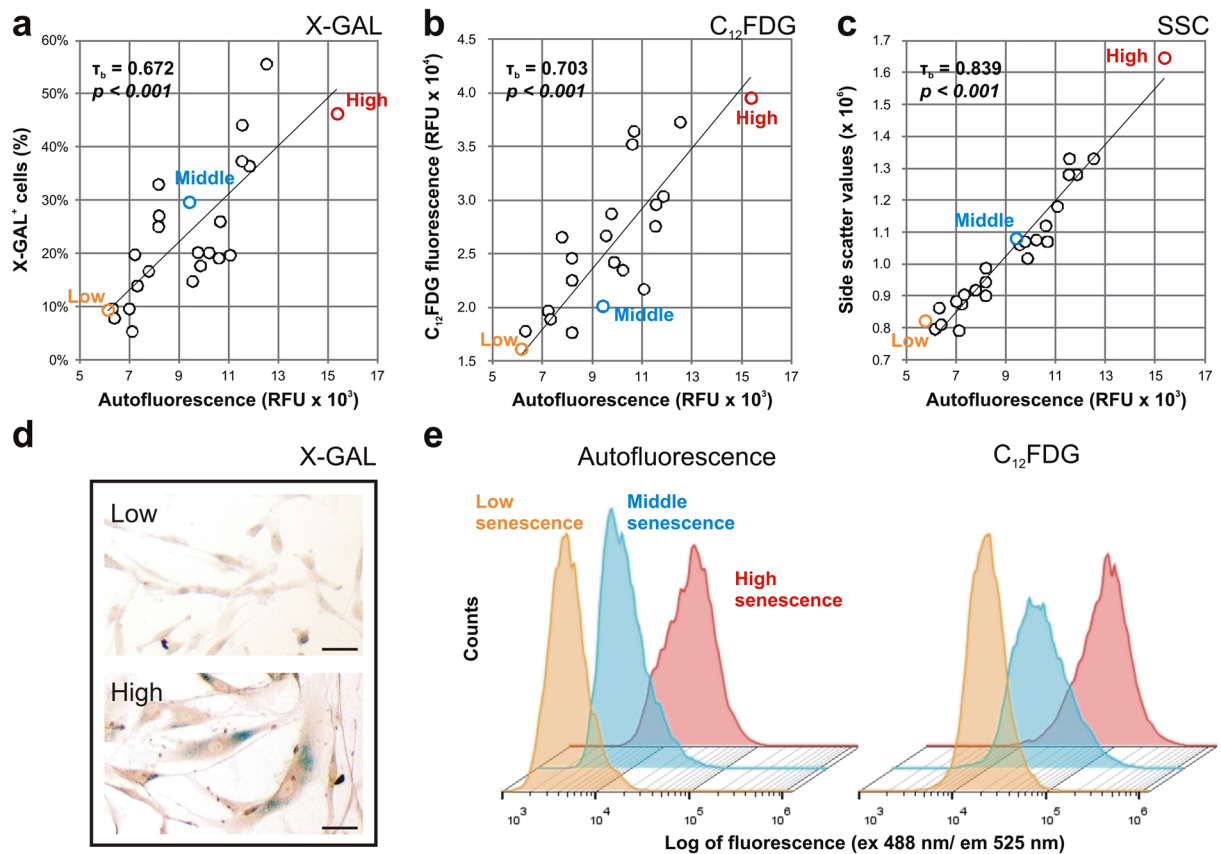 a
X-GAL
60%
50%
40%
30%
20%
10%
0%
τb = 0.672
p < 0.001
High
Middle
Low
X-GAL⁺ cells (%)
5
7
9
11
13
15
17
Autofluorescence (RFU x 10³)
b
C₁₂FDG
4.5
4.0
3.5
3.0
2.5
2.0
1.5
τb = 0.703
p < 0.001
High
Middle
Low
C₁₂FDG fluorescence (RFU x 10⁴)
5
7
9
11
13
15
17
Autofluorescence (RFU x 10³)
c
SSC
1.7
1.6
1.5
1.4
1.3
1.2
1.1
1.0
0.9
0.8
0.7
τb = 0.839
p < 0.001
High
Middle
Low
Side scatter values (x 10⁶)
5
7
9
11
13
15
17
Autofluorescence (RFU x 10³)
d
X-GAL
Low
High
e
Autofluorescence
C₁₂FDG
Low
senescence
Middle
senescence
High
senescence
Counts
10³
10⁴
10⁵
10⁶
10³
10⁴
10⁵
10⁶
Log of fluorescence (ex 488 nm/ em 525 nm)